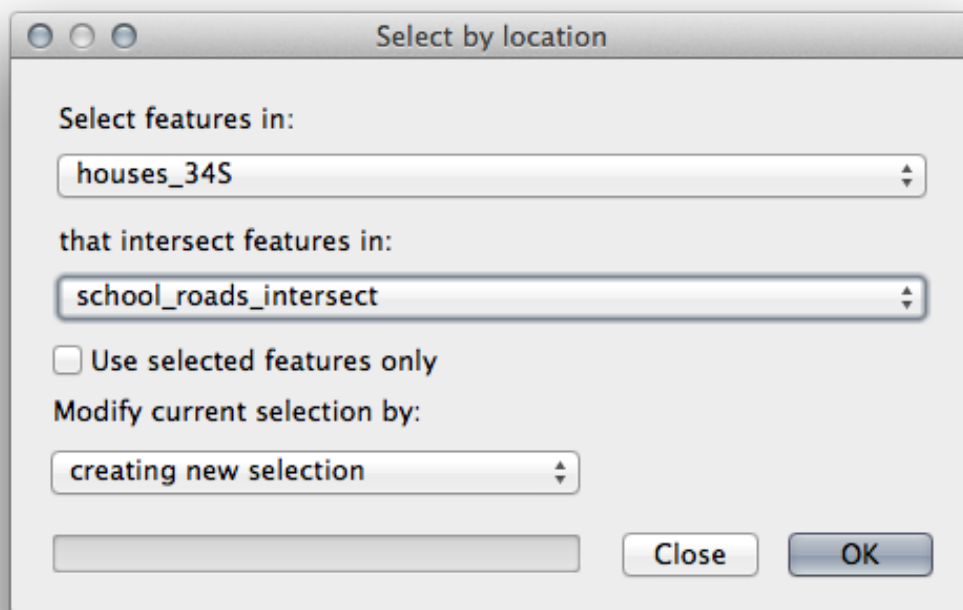 Select by location
Select features in:
houses_34S
that intersect features in:
school_roads_intersect
Use selected features only
Modify current selection by:
creating new selection
Close OK